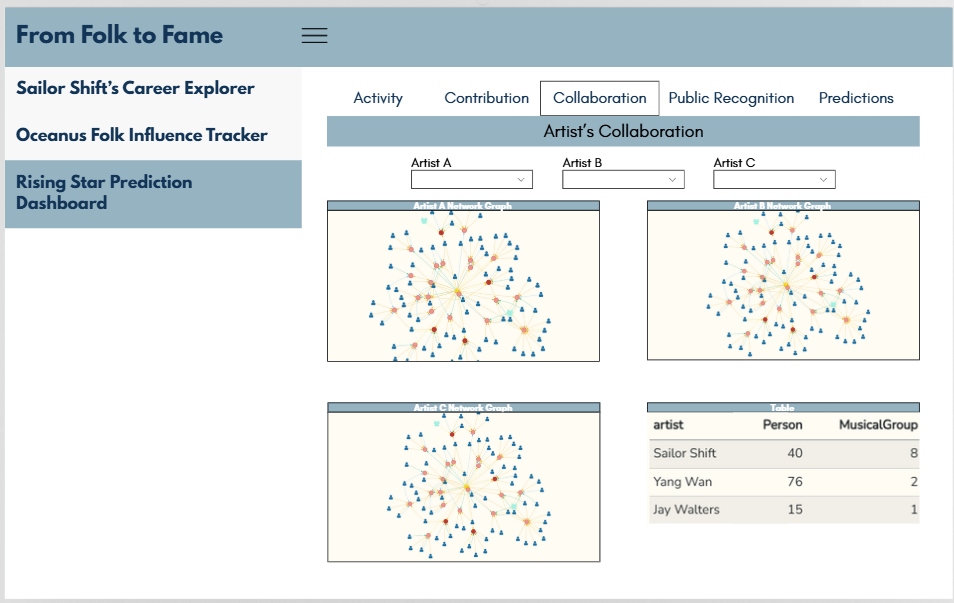 From Folk to Fame
Sailor Shift's Career Explorer
Oceanus Folk Influence Tracker
Rising Star Prediction
Dashboard
Activity Contribution Collaboration Public Recognition Predictions
Artist's Collaboration
Artist A Artist B Artist C
Artist A Network Graph Artist B Network Graph
Artist C Network Graph Table
artist Person MusicalGroup
Sailor Shift 40 8
Yang Wan 76 2
Jay Walters 15 1